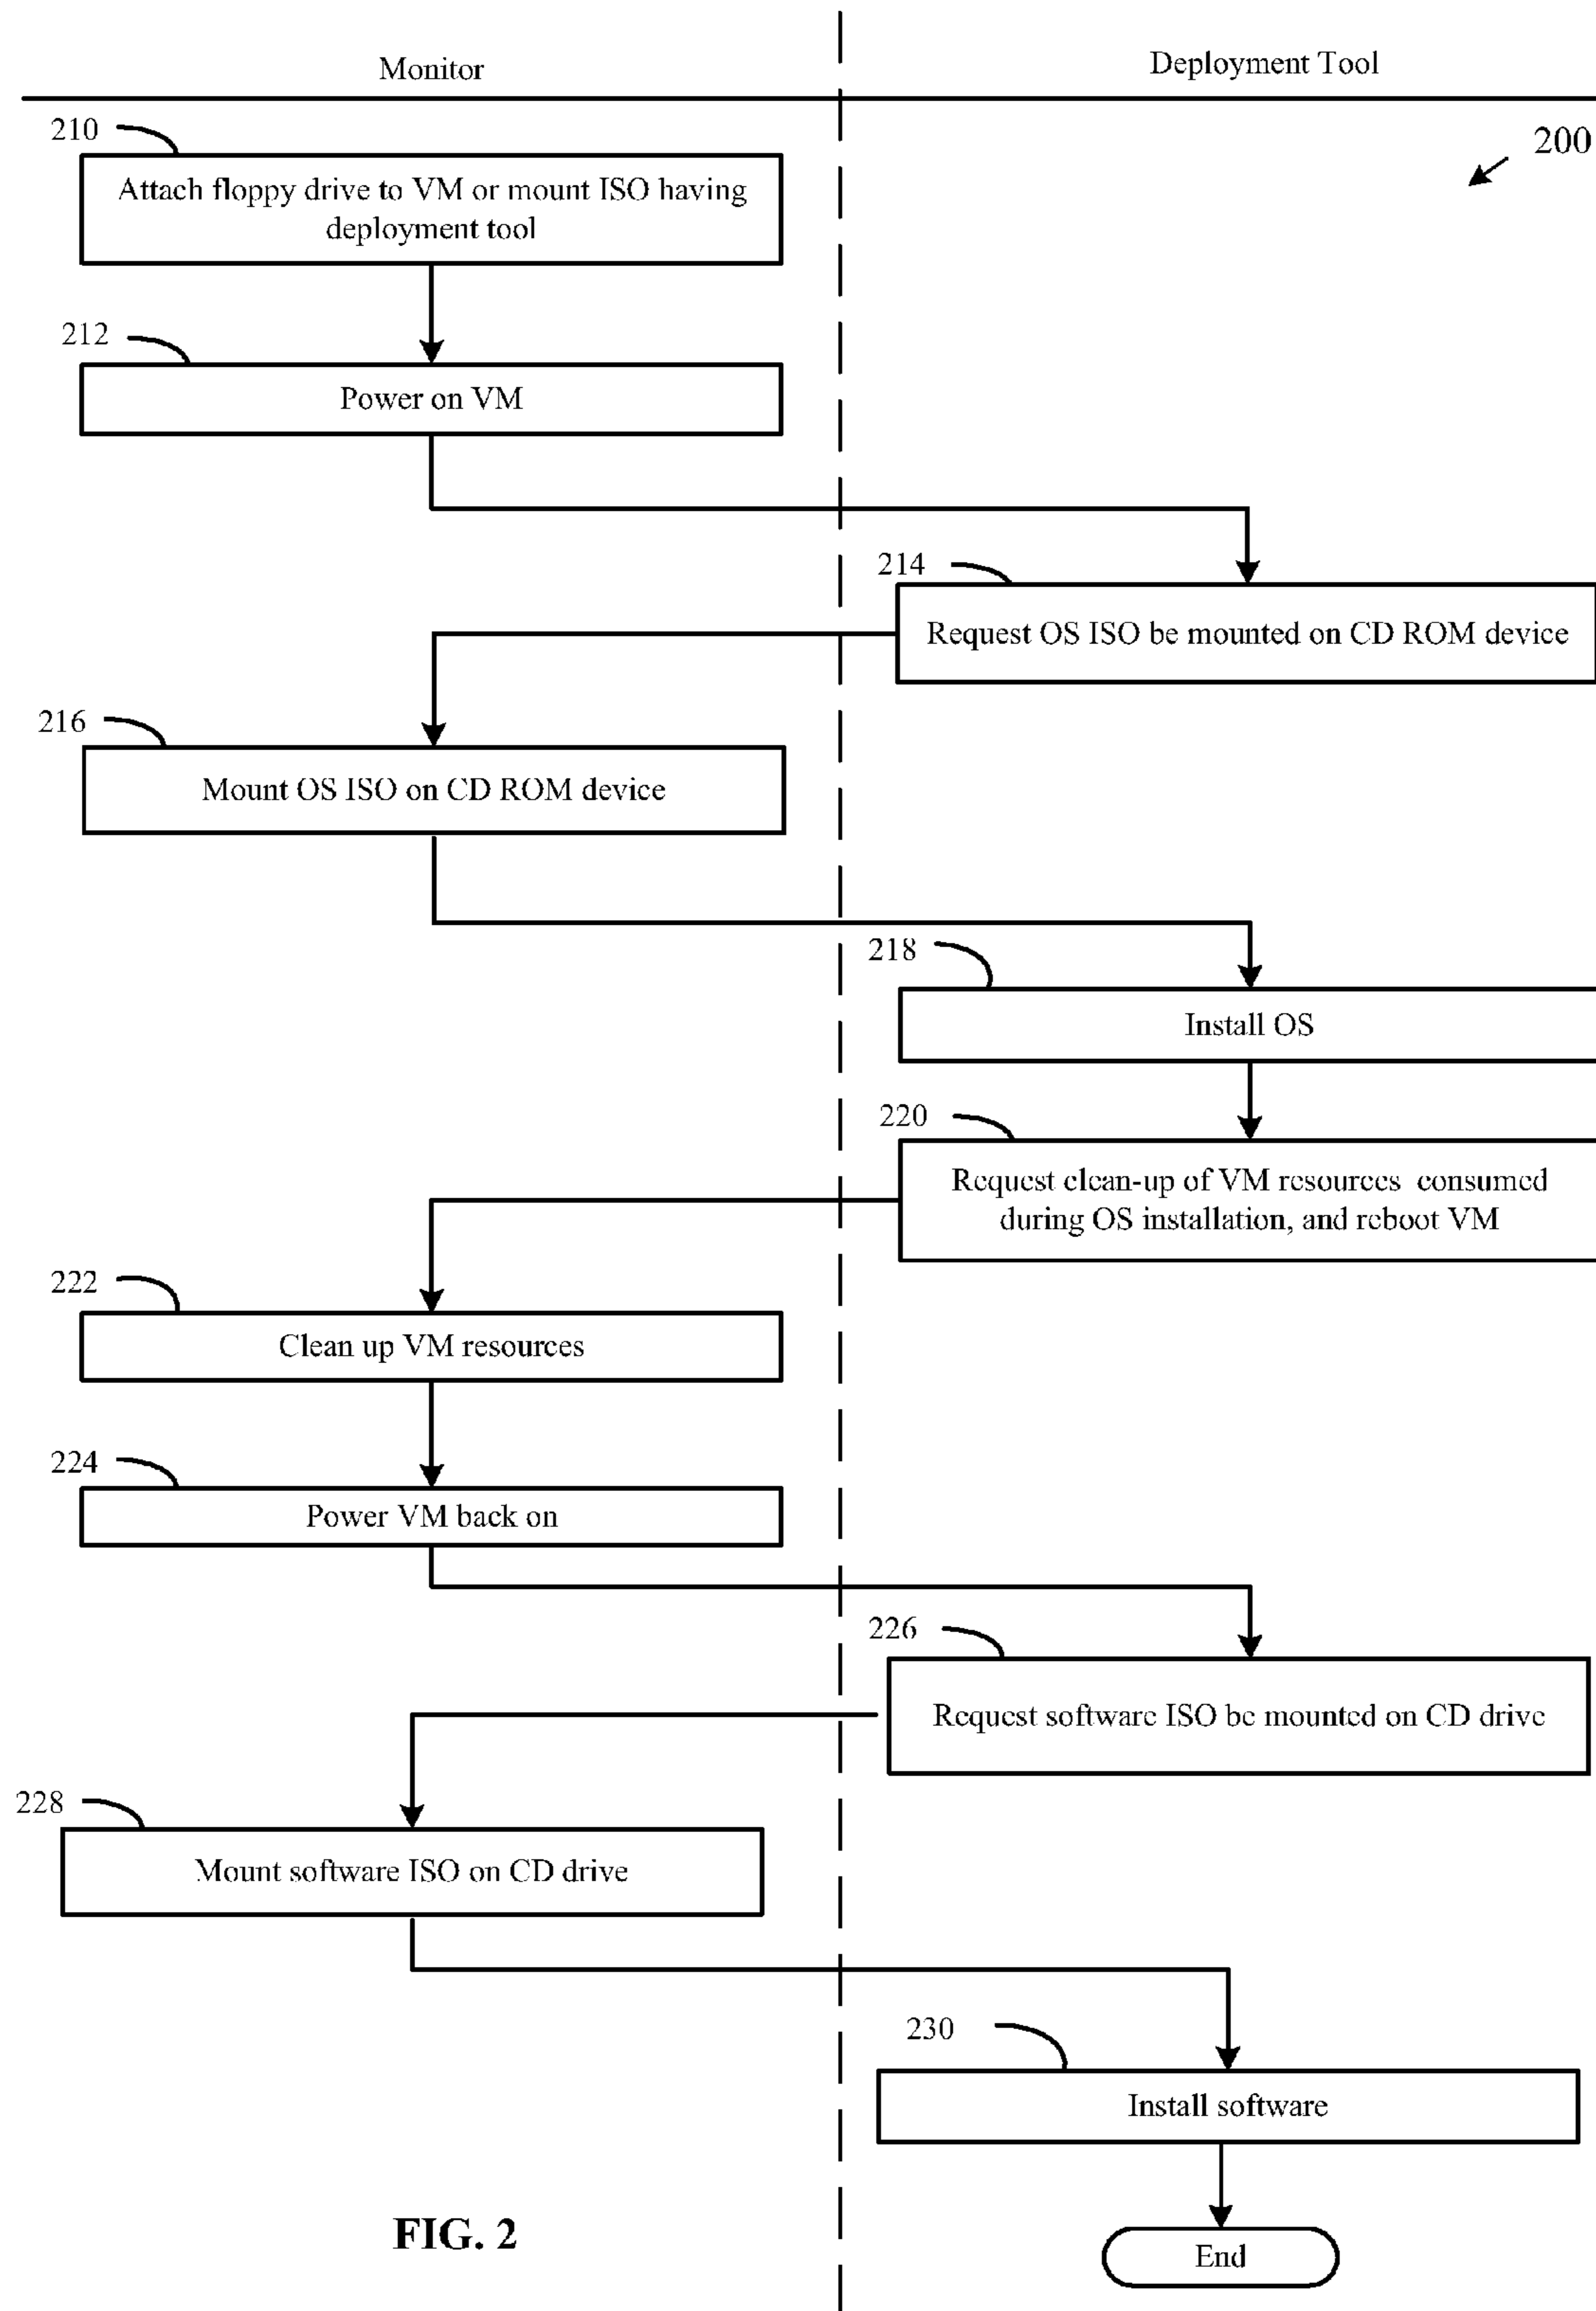 Monitor
Deployment Tool
200
210
Attach floppy drive to VM or mount ISO having
deployment tool
212
Power on VM
214
Request OS ISO be mounted on CD ROM device
216
Mount OS ISO on CD ROM device
218
Install OS
220
Request clean-up of VM resources consumed
during OS installation, and reboot VM
222
Clean up VM resources
224
Power VM back on
226
Request software ISO be mounted on CD drive
228
Mount software ISO on CD drive
230
Install software
End
FIG. 2